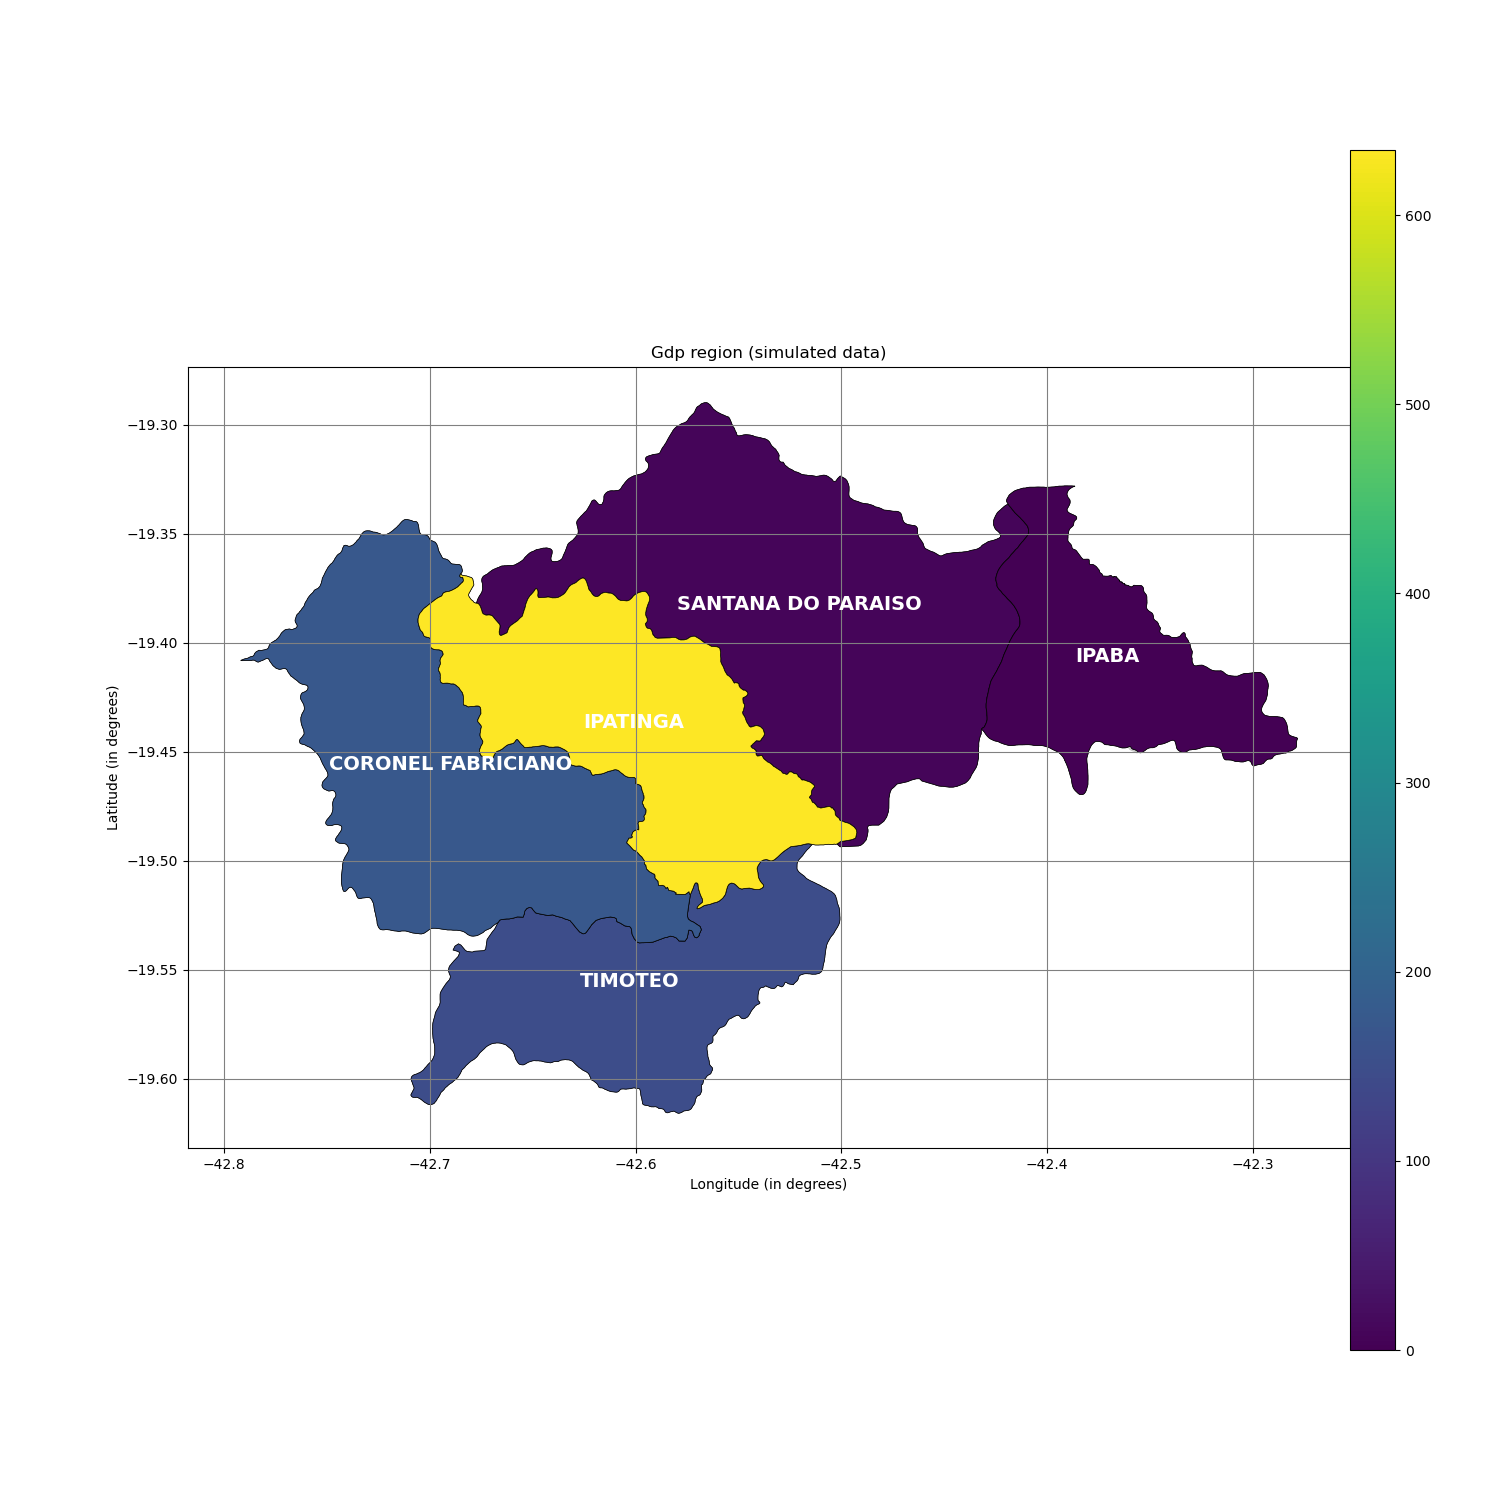 Gdp region (simulated data)
600
500
400
300
200
100
0
−19.30
−19.35
−19.40
−19.45
−19.50
−19.55
−19.60
Latitude (in degrees)
SANTANA DO PARAISO
IPABA
IPATINGA
CORONEL FABRICIANO
TIMOTEO
−42.8 −42.7 −42.6 −42.5 −42.4 −42.3
Longitude (in degrees)